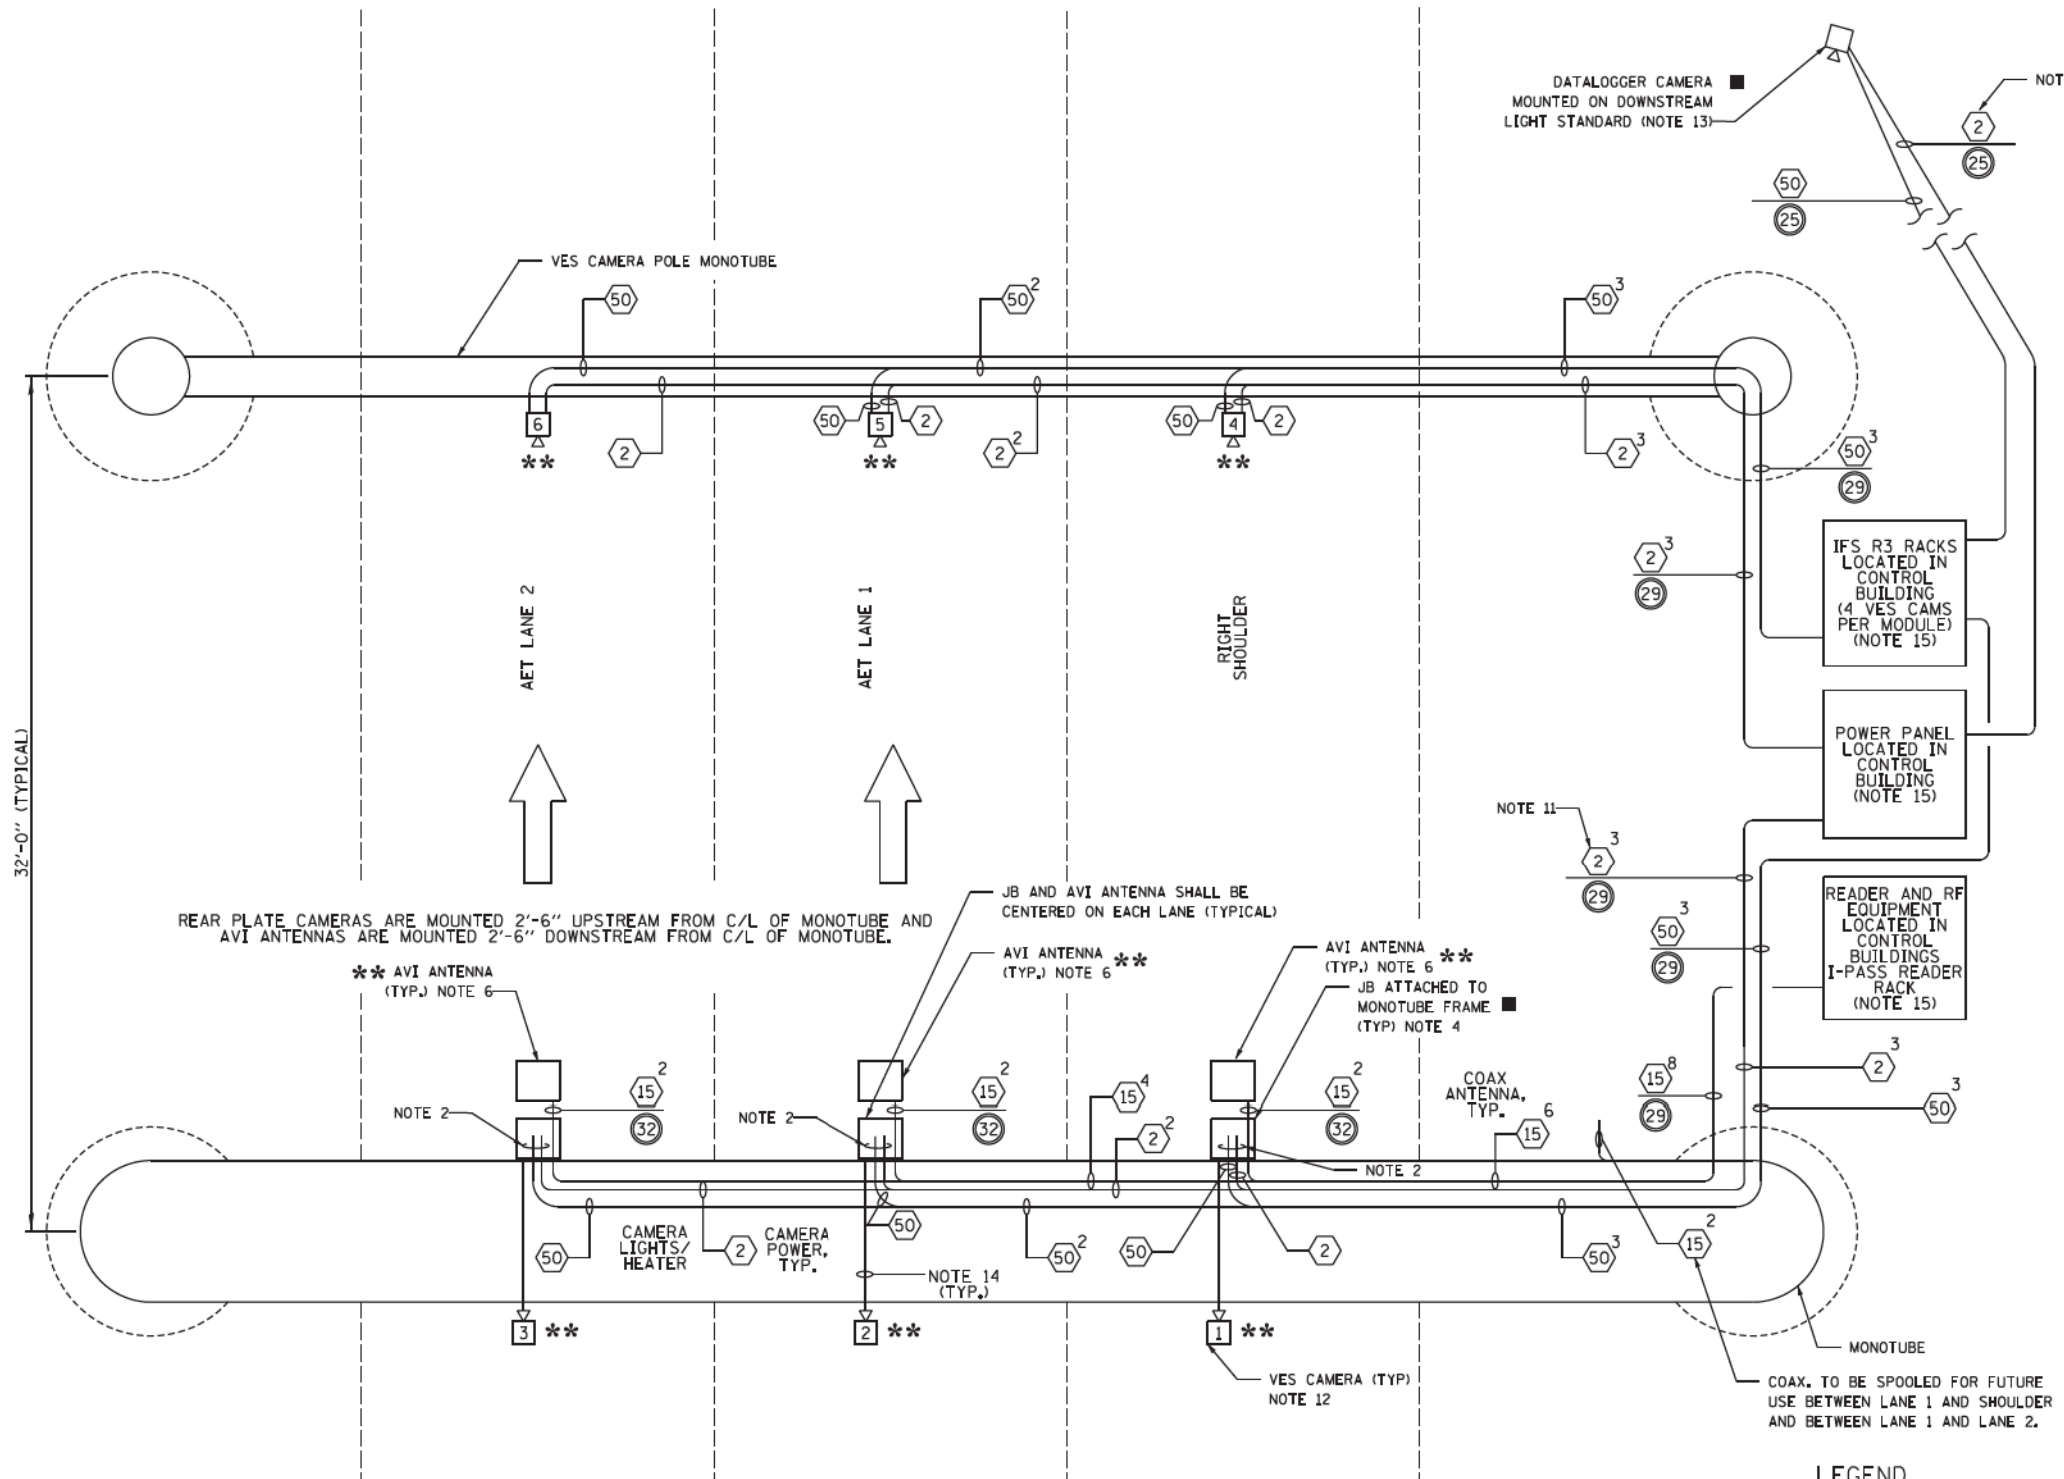 DATALOGGER CAMERA ■
MOUNTED ON DOWNSTREAM
LIGHT STANDARD (NOTE 13)
NOT
2
25
50
25
VES CAMERA POLE MONOTUBE
50
50 2
50 3
6
5
4
50
2
50
2
**
**
**
2
2 2
2 3
50 3
29
2 3
29
IFS R3 RACKS
LOCATED IN
CONTROL
BUILDING
(4 VES CAMS
PER MODULE)
(NOTE 15)
AET LANE 2
AET LANE 1
RIGHT
SHOULDER
32'-0" (TYPICAL)
POWER PANEL
LOCATED IN
CONTROL
BUILDING
(NOTE 15)
NOTE 11
2 3
29
50 3
29
READER AND RF
EQUIPMENT
LOCATED IN
CONTROL
BUILDINGS
I-PASS READER
RACK
(NOTE 15)
JB AND AVI ANTENNA SHALL BE
CENTERED ON EACH LANE (TYPICAL)
REAR PLATE CAMERAS ARE MOUNTED 2'-6" UPSTREAM FROM C/L OF MONOTUBE AND
AVI ANTENNAS ARE MOUNTED 2'-6" DOWNSTREAM FROM C/L OF MONOTUBE.
** AVI ANTENNA
(TYP.) NOTE 6
AVI ANTENNA
(TYP.) NOTE 6 **
AVI ANTENNA
(TYP.) NOTE 6 **
JB ATTACHED TO
MONOTUBE FRAME ■
(TYP) NOTE 4
15 2
32
15 2
32
15 4
2 2
15 2
32
COAX
ANTENNA,
TYP.
15 6
15 8
29
2 3
50 3
NOTE 2
NOTE 2
NOTE 2
50
CAMERA
LIGHTS/
HEATER
2
CAMERA
POWER,
TYP.
50
NOTE 14
(TYP.)
50 2
50
2
50 3
15 2
3 **
2 **
1 **
VES CAMERA (TYP)
NOTE 12
MONOTUBE
COAX. TO BE SPOOLED FOR FUTURE
USE BETWEEN LANE 1 AND SHOULDER
AND BETWEEN LANE 1 AND LANE 2.
LEGEND